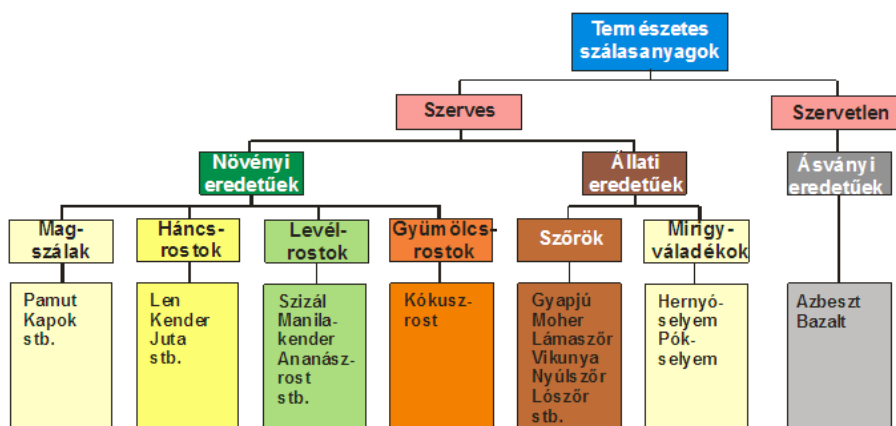 Természetes
szálasanyagok
Szerves
Szervetlen
Növényi
eredetűek
Állati
eredetűek
Ásványi
eredetűek
Mag-
szálak
Háncs-
rostok
Levél-
rostok
Gyümölcs-
rostok
Szőrök
Mirigy-
váladékok
Pamut
Kapok
stb.
Len
Kender
Juta
stb.
Szizál
Manila-
kender
Ananász-
rost
stb.
Kókusz-
rost
Gyapjú
Moher
Lámaszőr
Vikunya
Nyúlszőr
Lószőr
stb.
Hernyó-
selyem
Pók-
selyem
Azbeszt
Bazalt